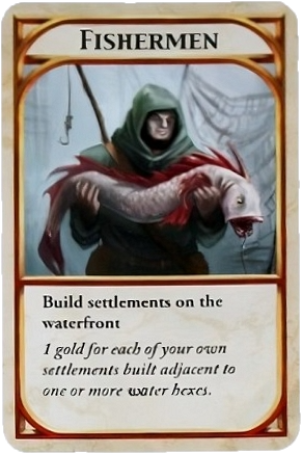 FISHERMEN
Build settlements on the
waterfront
1 gold for each of your own
settlements built adjacent to
one or more water hexes.